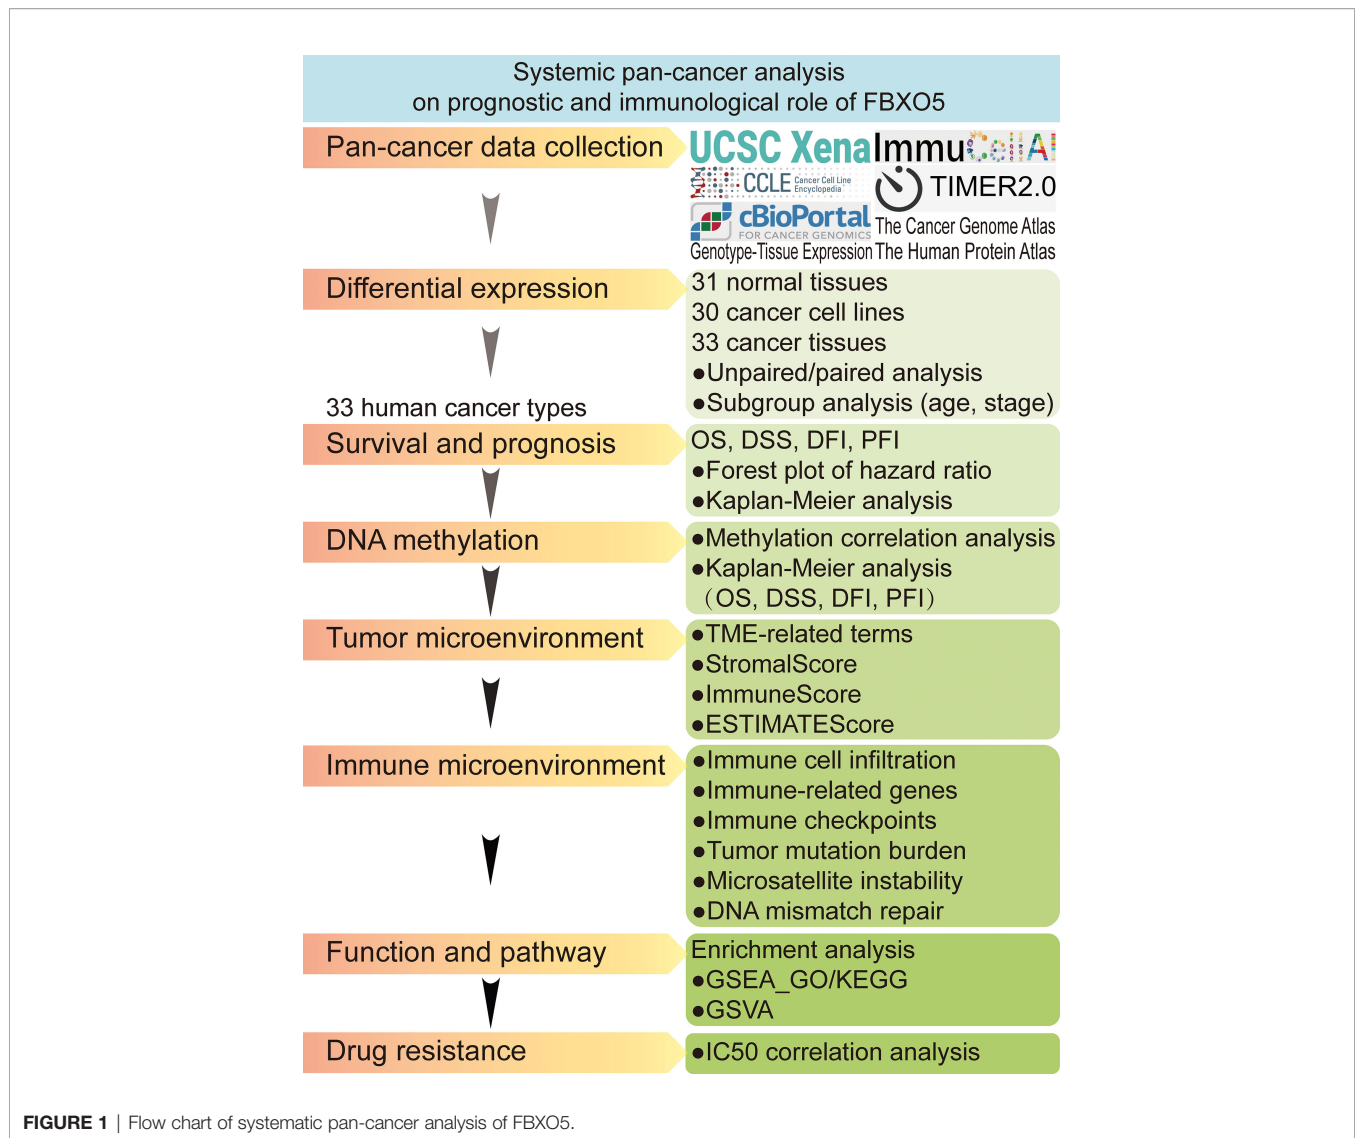 Systemic pan-cancer analysis
on prognostic and immunological role of FBXO5
Pan-cancer data collection
UCSC Xena
ImmuCellAI
CCLE Cancer Cell Line
Encyclopedia
TIMER2.0
cBioPortal
FOR CANCER GENOMICS
The Cancer Genome Atlas
Genotype-Tissue Expression
The Human Protein Atlas
Differential expression
31 normal tissues
30 cancer cell lines
33 cancer tissues
●Unpaired/paired analysis
●Subgroup analysis (age, stage)
33 human cancer types
Survival and prognosis
OS, DSS, DFI, PFI
●Forest plot of hazard ratio
●Kaplan-Meier analysis
DNA methylation
●Methylation correlation analysis
●Kaplan-Meier analysis
（OS, DSS, DFI, PFI）
Tumor microenvironment
●TME-related terms
●StromalScore
●ImmuneScore
●ESTIMATEScore
Immune microenvironment
●Immune cell infiltration
●Immune-related genes
●Immune checkpoints
●Tumor mutation burden
●Microsatellite instability
●DNA mismatch repair
Function and pathway
Enrichment analysis
●GSEA_GO/KEGG
●GSVA
Drug resistance
●IC50 correlation analysis
FIGURE 1 | Flow chart of systematic pan-cancer analysis of FBXO5.